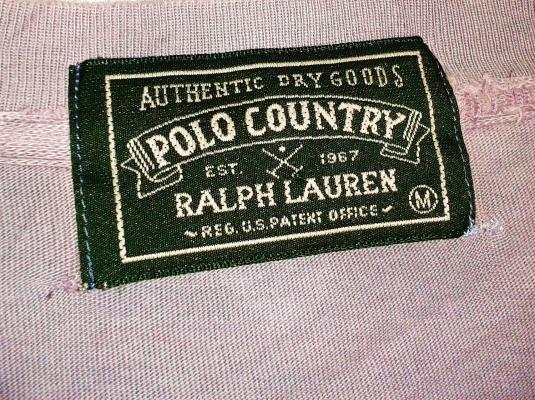 AUTHENTIC DRY GOODS
POLO COUNTRY
EST. 1967
RALPH LAUREN
M
REG. U.S. PATENT OFFICE